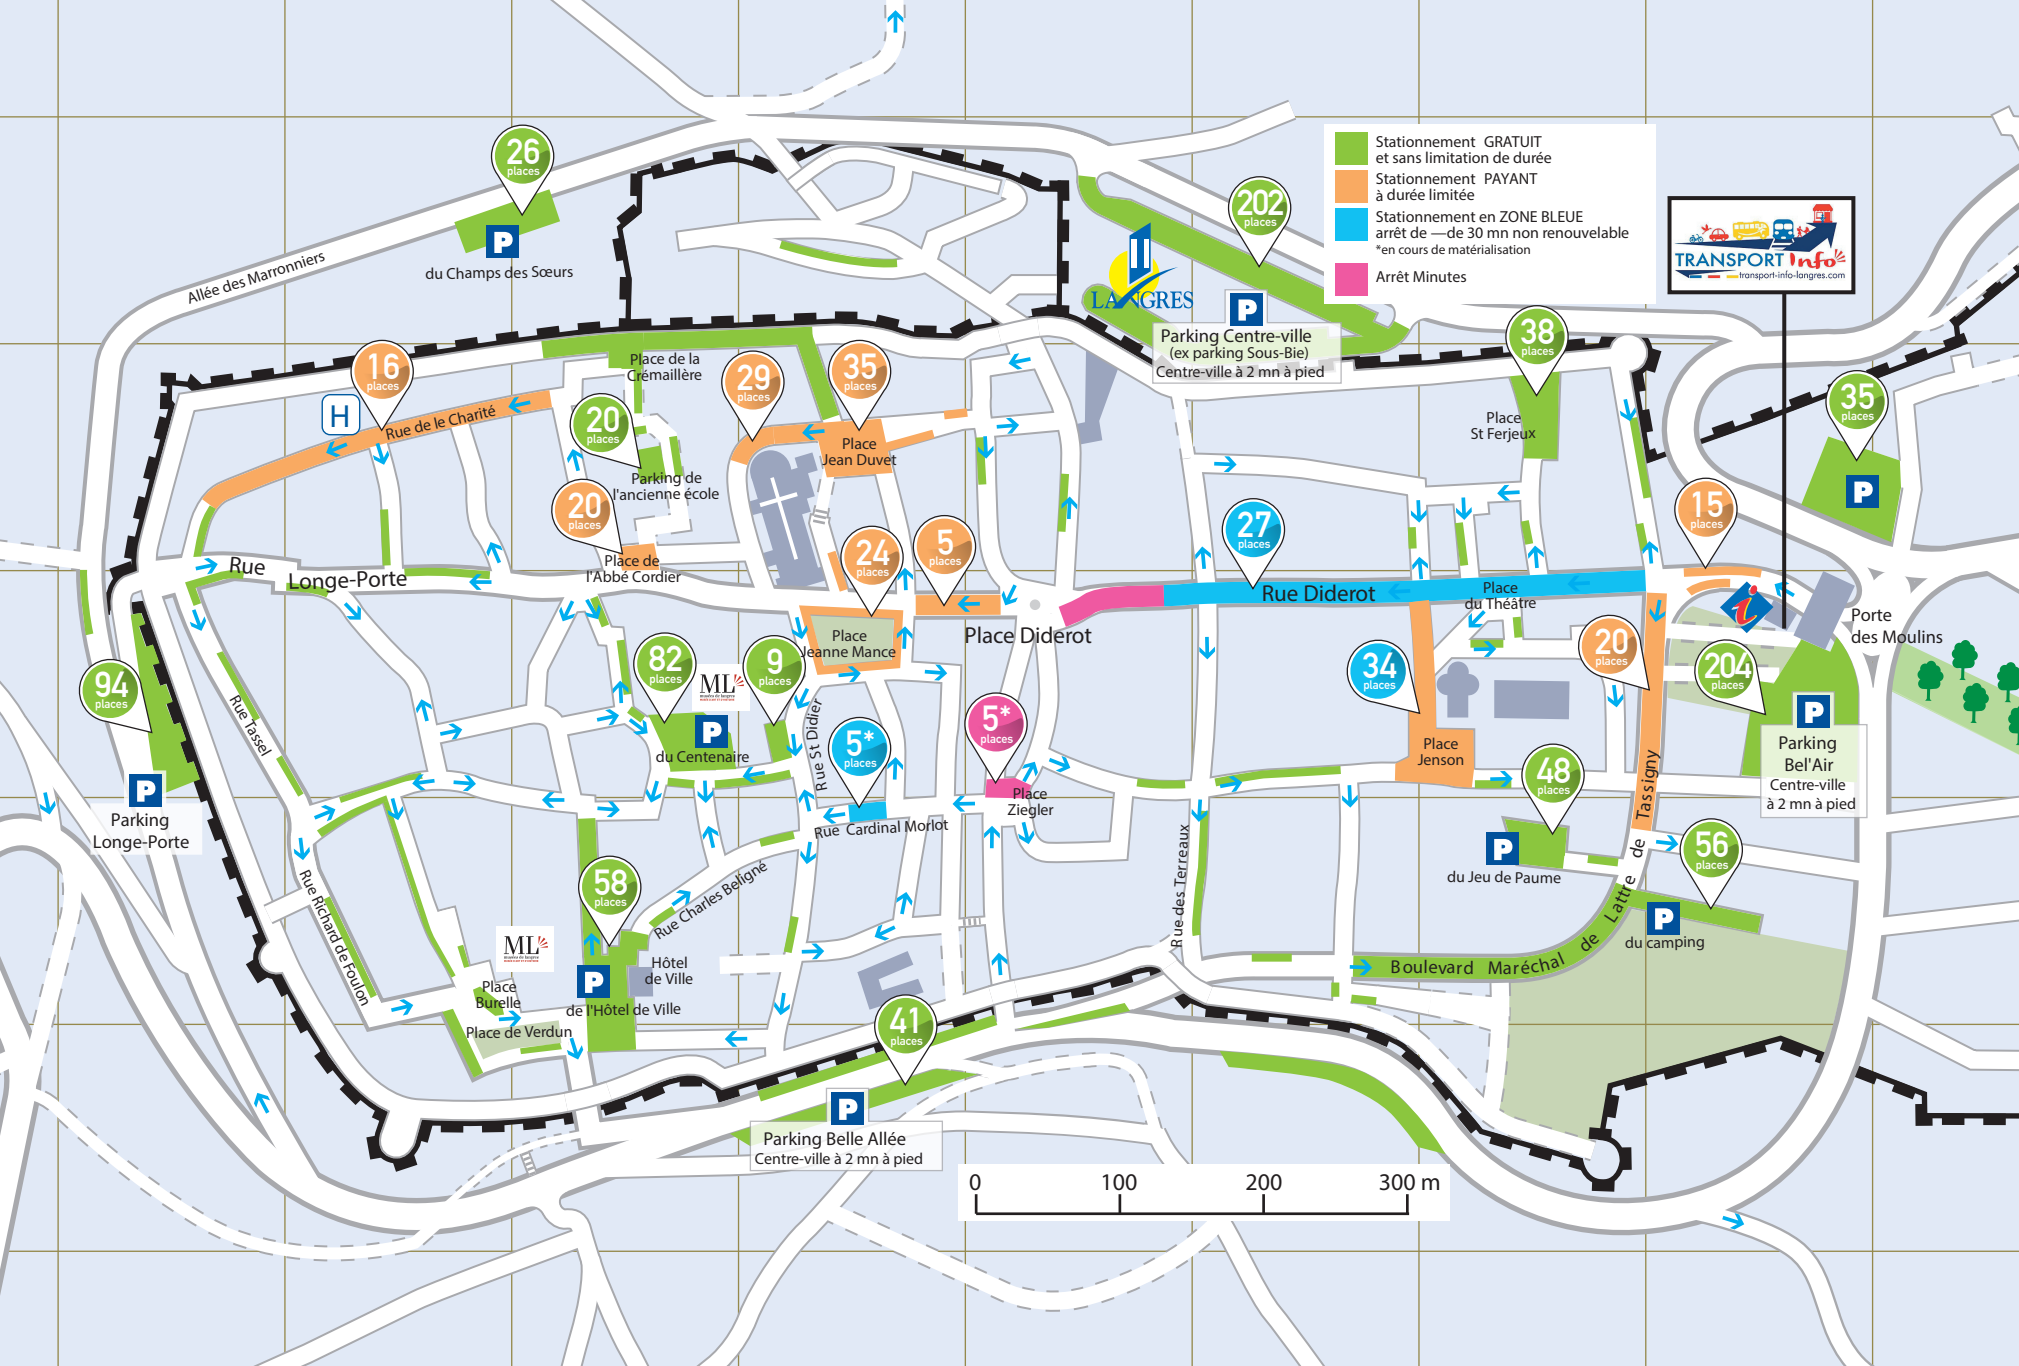 Stationnement GRATUIT
et sans limitation de durée
Stationnement PAYANT
à durée limitée
Stationnement en ZONE BLEUE
arrêt de —de 30 mn non renouvelable
*en cours de matérialisation
Arrêt Minutes
TRANSPORT Info
transport-info-langres.com
26
places
P
du Champs des Sœurs
Allée des Marronniers
202
places
LANGRES
P
Parking Centre-ville
(ex parking Sous-Bie)
Centre-ville à 2 mn à pied
38
places
Place
St Ferjeux
35
places
P
16
places
H
Rue de le Charité
Place de la
Crémaillère
20
places
Parking de
l'ancienne école
29
places
35
places
Place
Jean Duvet
20
places
Place de
l'Abbé Cordier
24
places
5
places
27
places
15
places
Rue
Longe-Porte
Rue Diderot
Place
du Théâtre
i
Porte
des Moulins
Place Diderot
Place
Jeanne Mance
94
places
P
Parking
Longe-Porte
Rue Tassel
82
places
ML
9
places
P
du Centenaire
Rue St Didier
5*
places
5*
places
Place
Ziegler
Rue Cardinal Morlot
34
places
Place
Jenson
20
places
204
places
P
Parking
Bel'Air
Centre-ville
à 2 mn à pied
48
places
P
du Jeu de Paume
56
places
P
du camping
Boulevard Maréchal de Lattre de Tassigny
Rue des Terreaux
Rue Richard de Foulon
58
places
Rue Charles Beligné
ML
Place
Burelle
Place de Verdun
P
de l'Hôtel de Ville
Hôtel
de Ville
41
places
P
Parking Belle Allée
Centre-ville à 2 mn à pied
0 100 200 300 m